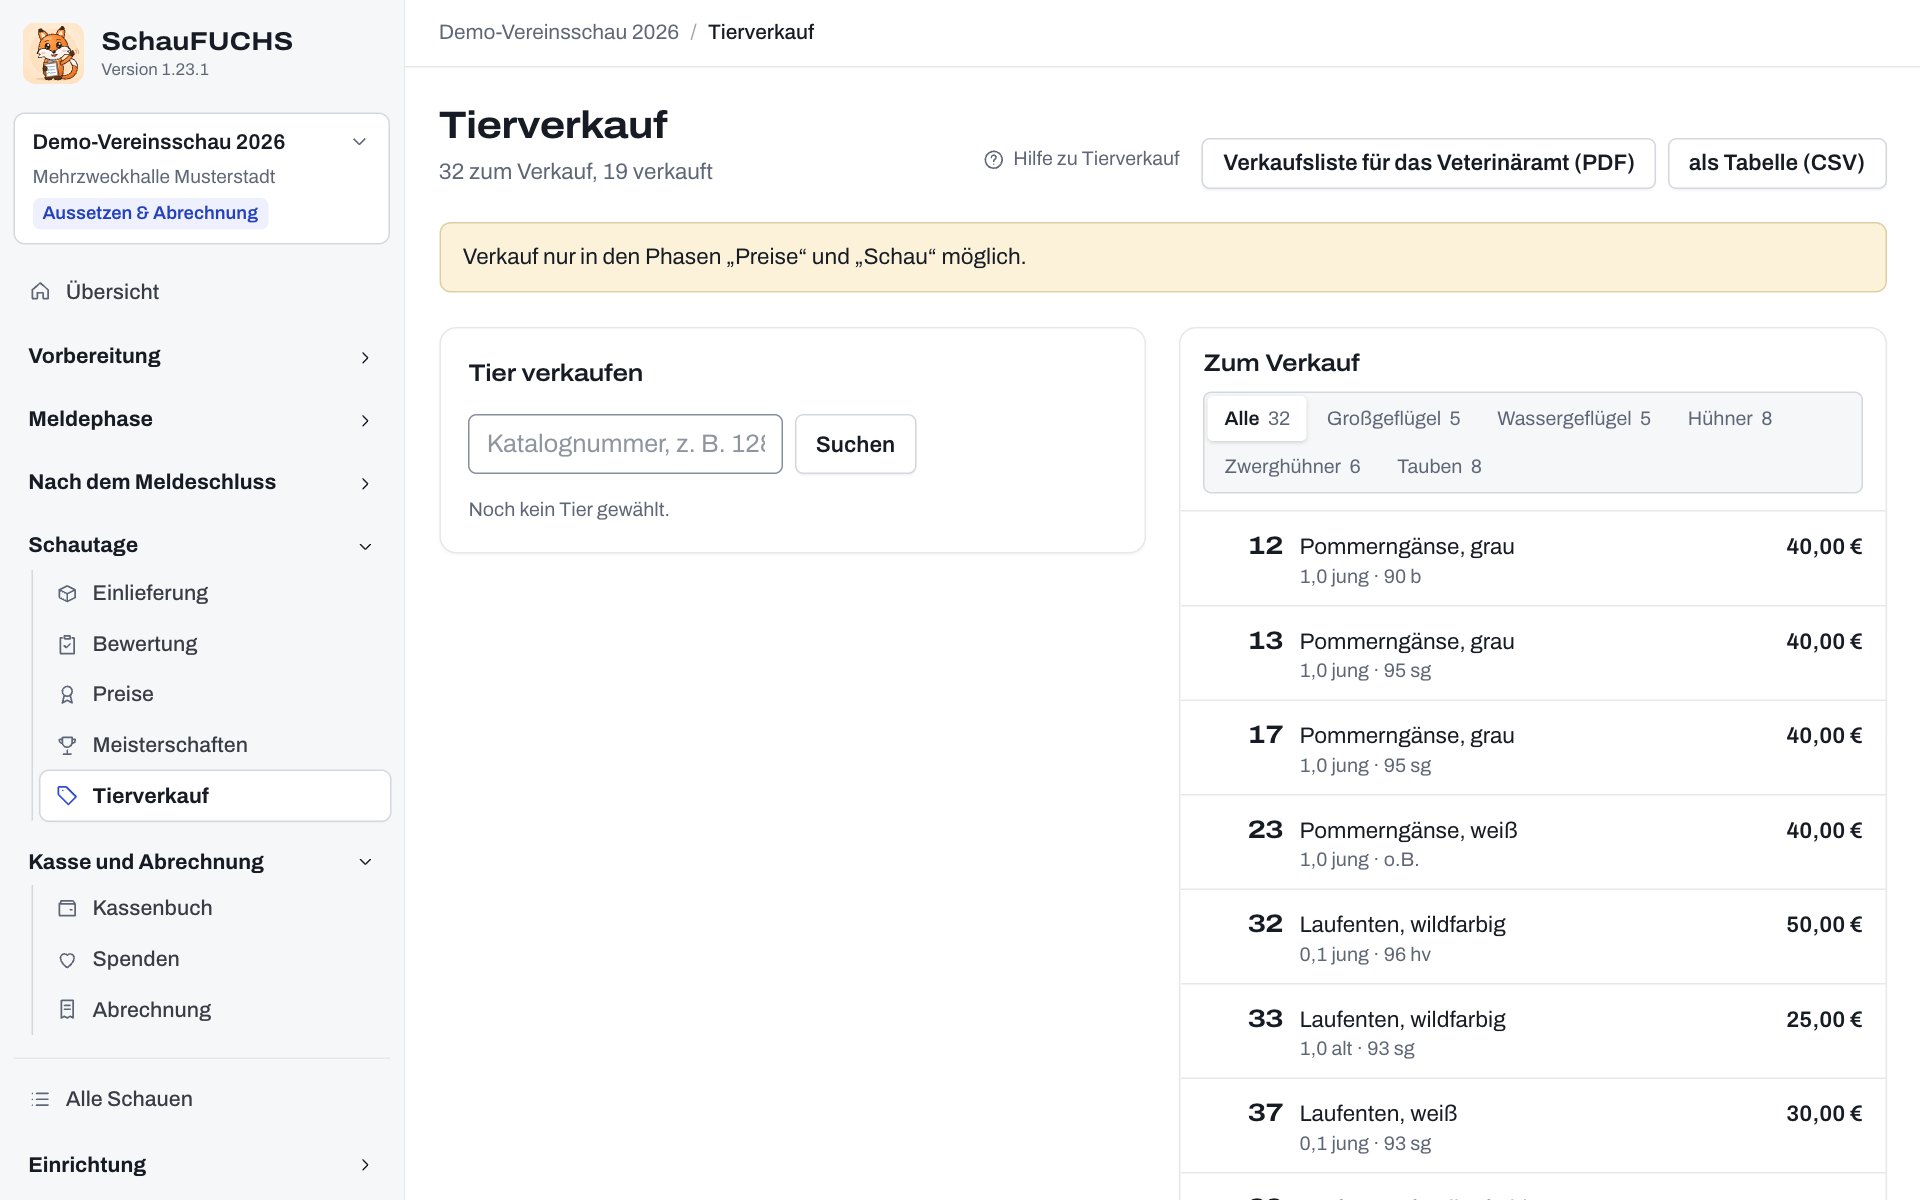 SchauFUCHS
Version 1.23.1
Demo-Vereinsschau 2026
Mehrzweckhalle Musterstadt
Aussetzen & Abrechnung
Übersicht
Vorbereitung
Meldephase
Nach dem Meldeschluss
Schautage
Einlieferung
Bewertung
Preise
Meisterschaften
Tierverkauf
Kasse und Abrechnung
Kassenbuch
Spenden
Abrechnung
Alle Schauen
Einrichtung
Demo-Vereinsschau 2026 / Tierverkauf
Tierverkauf
32 zum Verkauf, 19 verkauft
Hilfe zu Tierverkauf
Verkaufsliste für das Veterinäramt (PDF)
als Tabelle (CSV)
Verkauf nur in den Phasen „Preise“ und „Schau“ möglich.
Tier verkaufen
Katalognummer, z. B. 128
Suchen
Noch kein Tier gewählt.
Zum Verkauf
Alle 32 Großgeflügel 5 Wassergeflügel 5 Hühner 8
Zwerghühner 6 Tauben 8
12 Pommerngänse, grau 40,00 €
1,0 jung · 90 b
13 Pommerngänse, grau 40,00 €
1,0 jung · 95 sg
17 Pommerngänse, grau 40,00 €
1,0 jung · 95 sg
23 Pommerngänse, weiß 40,00 €
1,0 jung · o.B.
32 Laufenten, wildfarbig 50,00 €
0,1 jung · 96 hv
33 Laufenten, wildfarbig 25,00 €
1,0 alt · 93 sg
37 Laufenten, weiß 30,00 €
0,1 jung · 93 sg